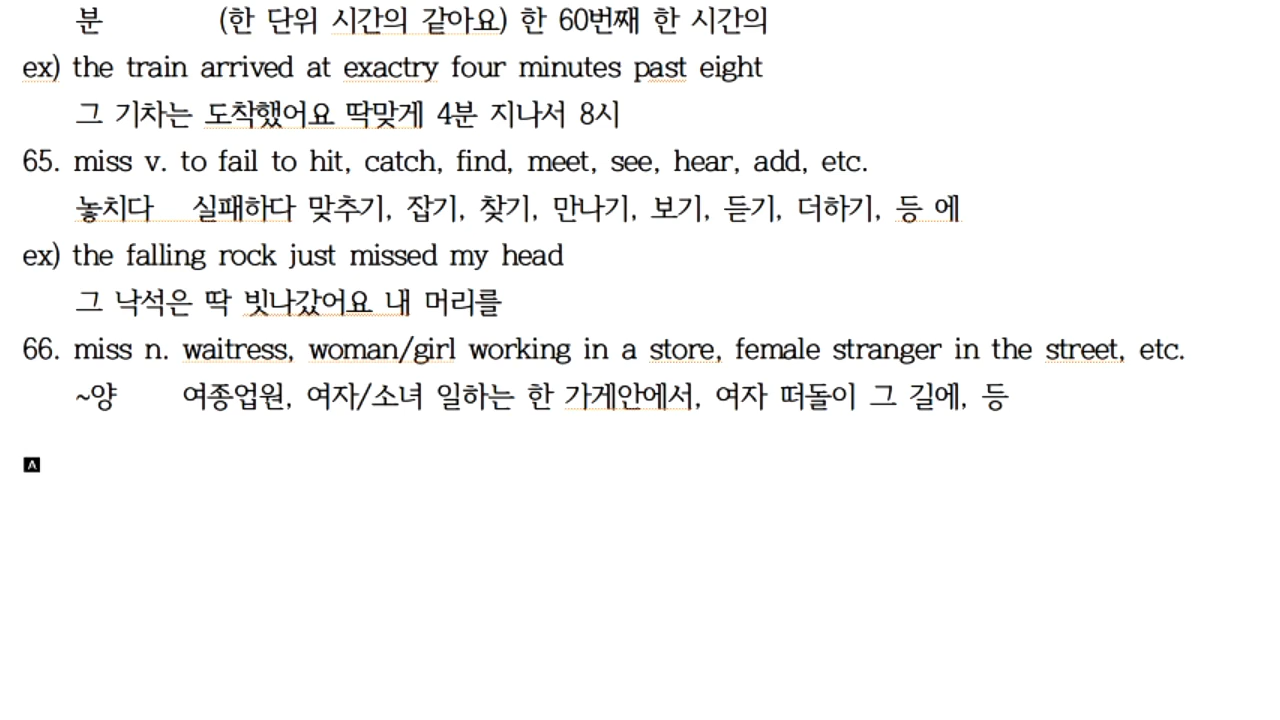 분 (한 단위 시간의 같아요) 한 60번째 한 시간의
ex) the train arrived at exactry four minutes past eight
그 기차는 도착했어요 딱맞게 4분 지나서 8시
65. miss v. to fail to hit, catch, find, meet, see, hear, add, etc.
놓치다 실패하다 맞추기, 잡기, 찾기, 만나기, 보기, 듣기, 더하기, 등 에
ex) the falling rock just missed my head
그 낙석은 딱 빗나갔어요 내 머리를
66. miss n. waitress, woman/girl working in a store, female stranger in the street, etc.
~양 여종업원, 여자/소녀 일하는 한 가게안에서, 여자 떠돌이 그 길에, 등
A